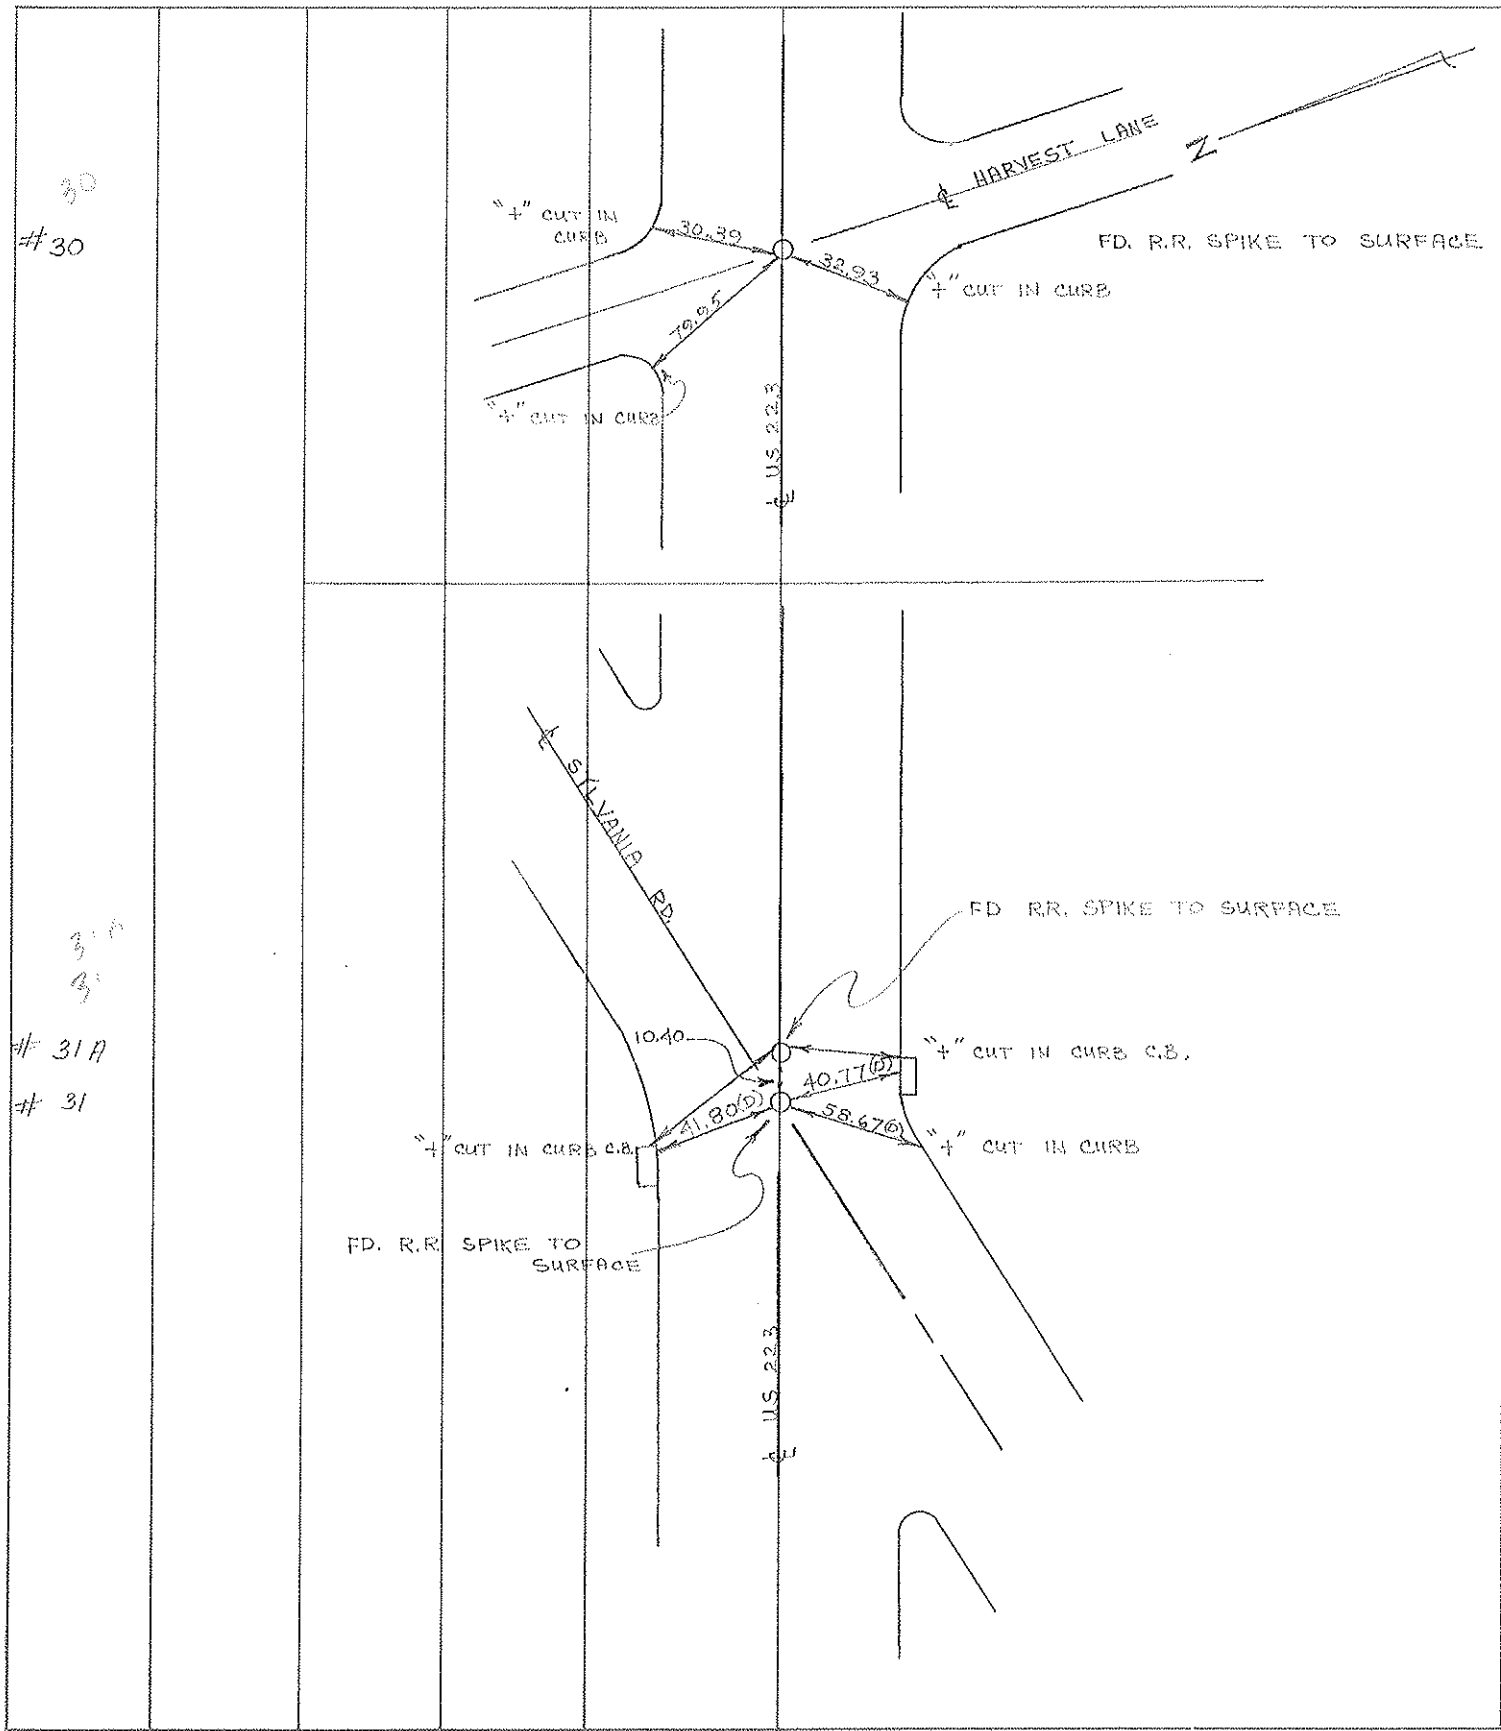 30
# 30
"+" CUT IN
CURB
30.39
32.93
79.95
℄ HARVEST LANE
N
FD. R.R. SPIKE TO SURFACE
"+" CUT IN CURB
"+" CUT IN CURB
℄ US 223
℄ SYLVANIA RD.
31A
31
# 31A
# 31
FD R.R. SPIKE TO SURFACE
10.40
"+" CUT IN CURB C.B.
40.77(D)
41.80(D)
58.67(D)
"+" CUT IN CURB C.B.
"+" CUT IN CURB
FD. R.R. SPIKE TO
SURFACE
℄ US 223